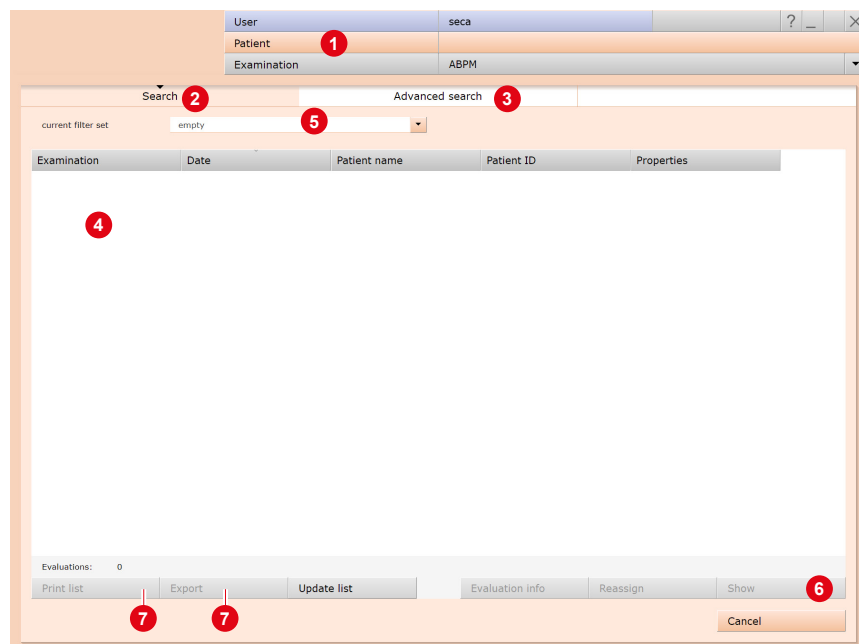 User seca ? _ X
Patient 1
Examination ABPM
Search 2 Advanced search 3
current filter set empty 5
Examination Date Patient name Patient ID Properties
4
Evaluations: 0
Print list Export Update list Evaluation info Reassign Show 6
7 7
Cancel